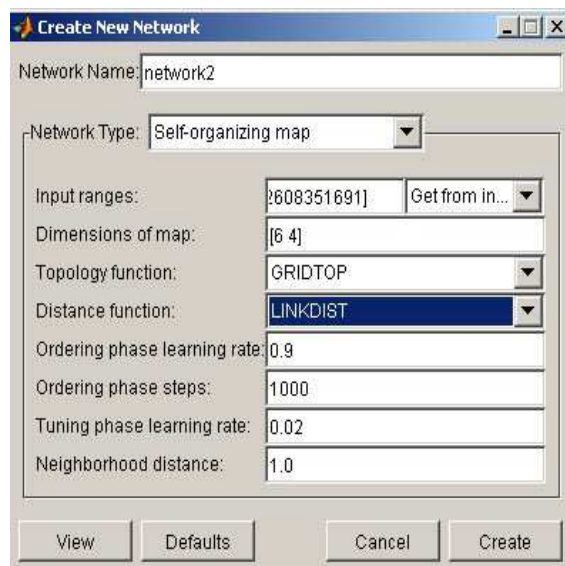 Create New Network
Network Name: network2
Network Type: Self-organizing map
Input ranges: 2608351691] Get from in...
Dimensions of map: [6 4]
Topology function: GRIDTOP
Distance function: LINKDIST
Ordering phase learning rate: 0.9
Ordering phase steps: 1000
Tuning phase learning rate: 0.02
Neighborhood distance: 1.0
View Defaults Cancel Create